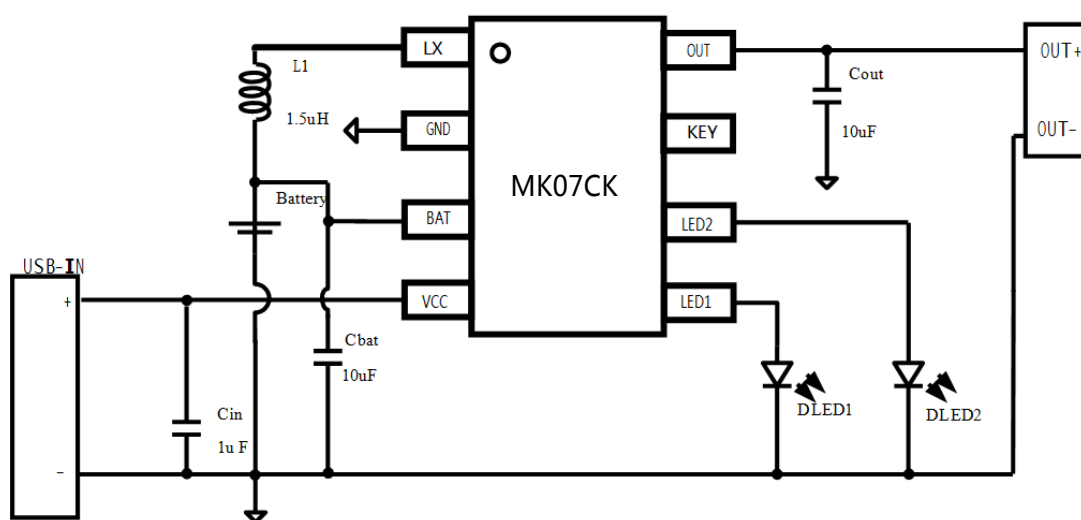 LX
OUT
OUT+
L1
Cout
1.5uH
GND
KEY
10uF
OUT-
MK07CK
Battery
BAT
LED2
USB-IN
+
VCC
LED1
Cbat
10uF
DLED1
DLED2
Cin
1u F
-